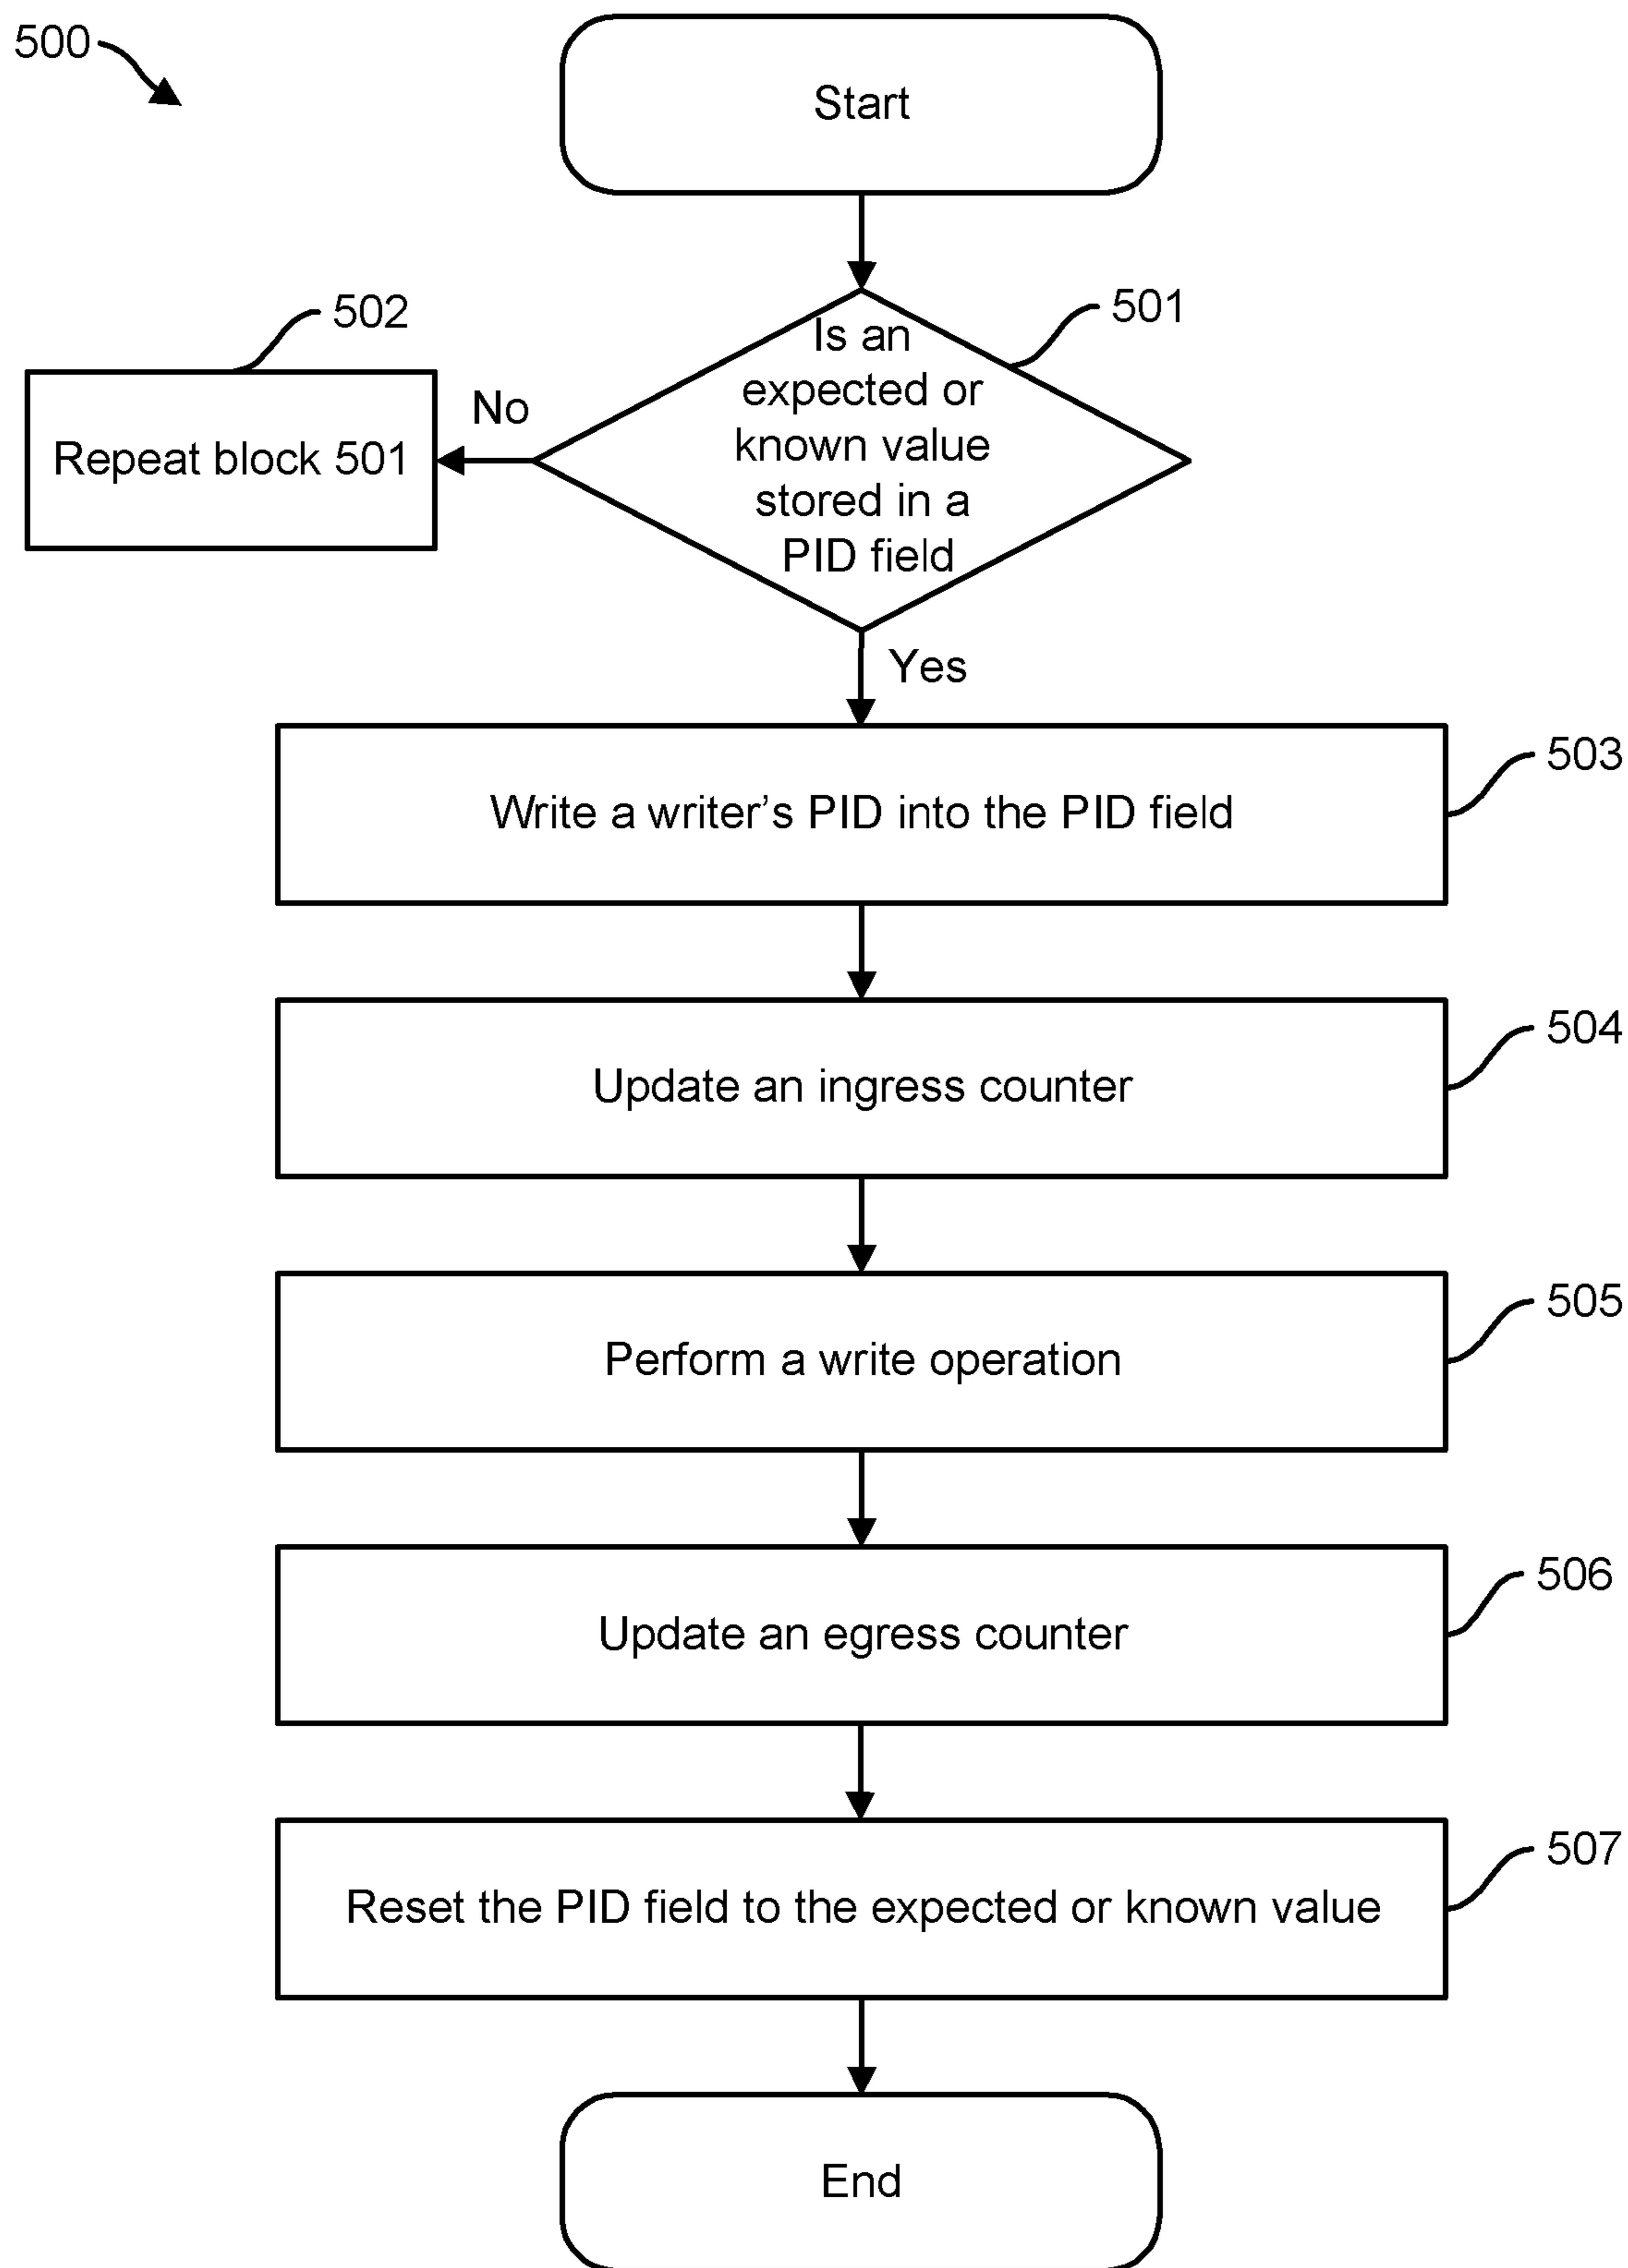 500
Start
502
501
Is an
expected or
known value
stored in a
PID field
No
Repeat block 501
Yes
503
Write a writer’s PID into the PID field
504
Update an ingress counter
505
Perform a write operation
506
Update an egress counter
507
Reset the PID field to the expected or known value
End